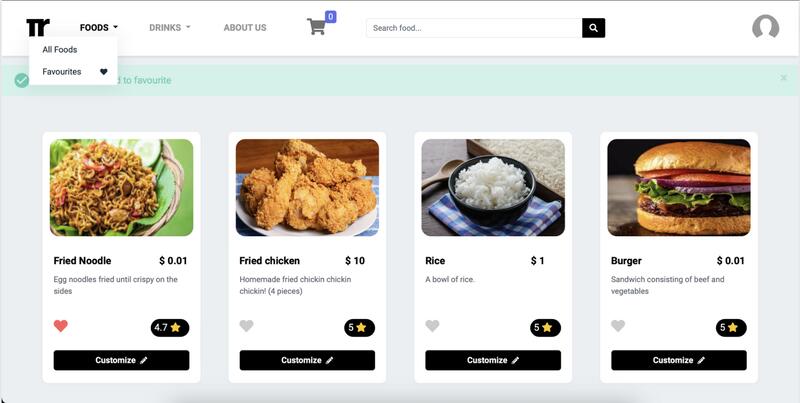 TR
FOODS
DRINKS
ABOUT US
0
Search food...
All Foods
Favourites
to favourite
×
Fried Noodle
$ 0.01
Egg noodles fried until crispy on the
sides
4.7
Customize
Fried chicken
$ 10
Homemade fried chickin chickin
chickin! (4 pieces)
5
Customize
Rice
$ 1
A bowl of rice.
5
Customize
Burger
$ 0.01
Sandwich consisting of beef and
vegetables
5
Customize